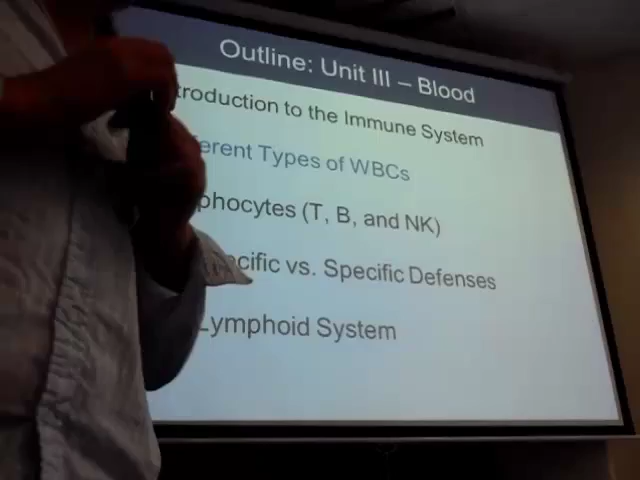 Outline: Unit III – Blood
troduction to the Immune System
erent Types of WBCs
phocytes (T, B, and NK)
cific vs. Specific Defenses
Lymphoid System